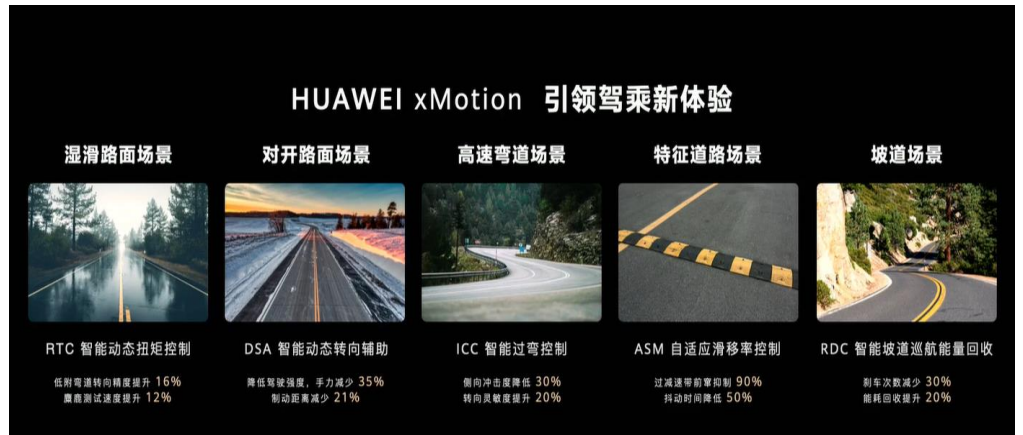 HUAWEI xMotion 引领驾乘新体验
湿滑路面场景
对开路面场景
高速弯道场景
特征道路场景
坡道场景
RTC 智能动态扭矩控制
DSA 智能动态转向辅助
ICC 智能过弯控制
ASM 自适应滑移率控制
RDC 智能坡道巡航能量回收
低附弯道转向精度提升 16%
麋鹿测试速度提升 12%
降低驾驶强度，手力减少 35%
制动距离减少 21%
侧向冲击度降低 30%
转向灵敏度提升 20%
过减速带前窜抑制 90%
抖动时间降低 50%
刹车次数减少 30%
能耗回收提升 20%